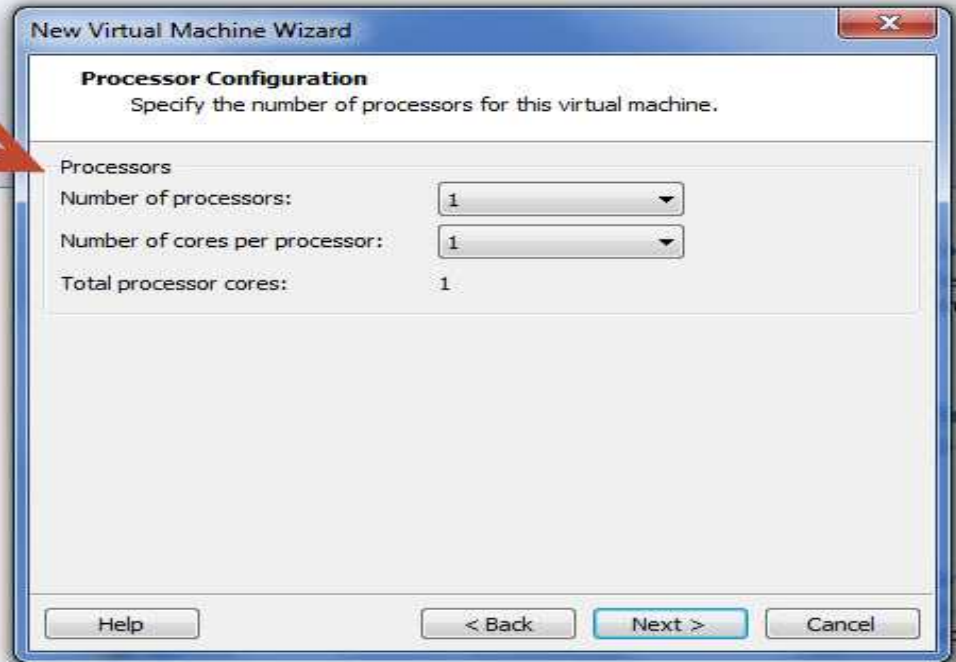 New Virtual Machine Wizard
Processor Configuration
Specify the number of processors for this virtual machine.
Processors
Number of processors: 1
Number of cores per processor: 1
Total processor cores: 1
Help < Back Next > Cancel